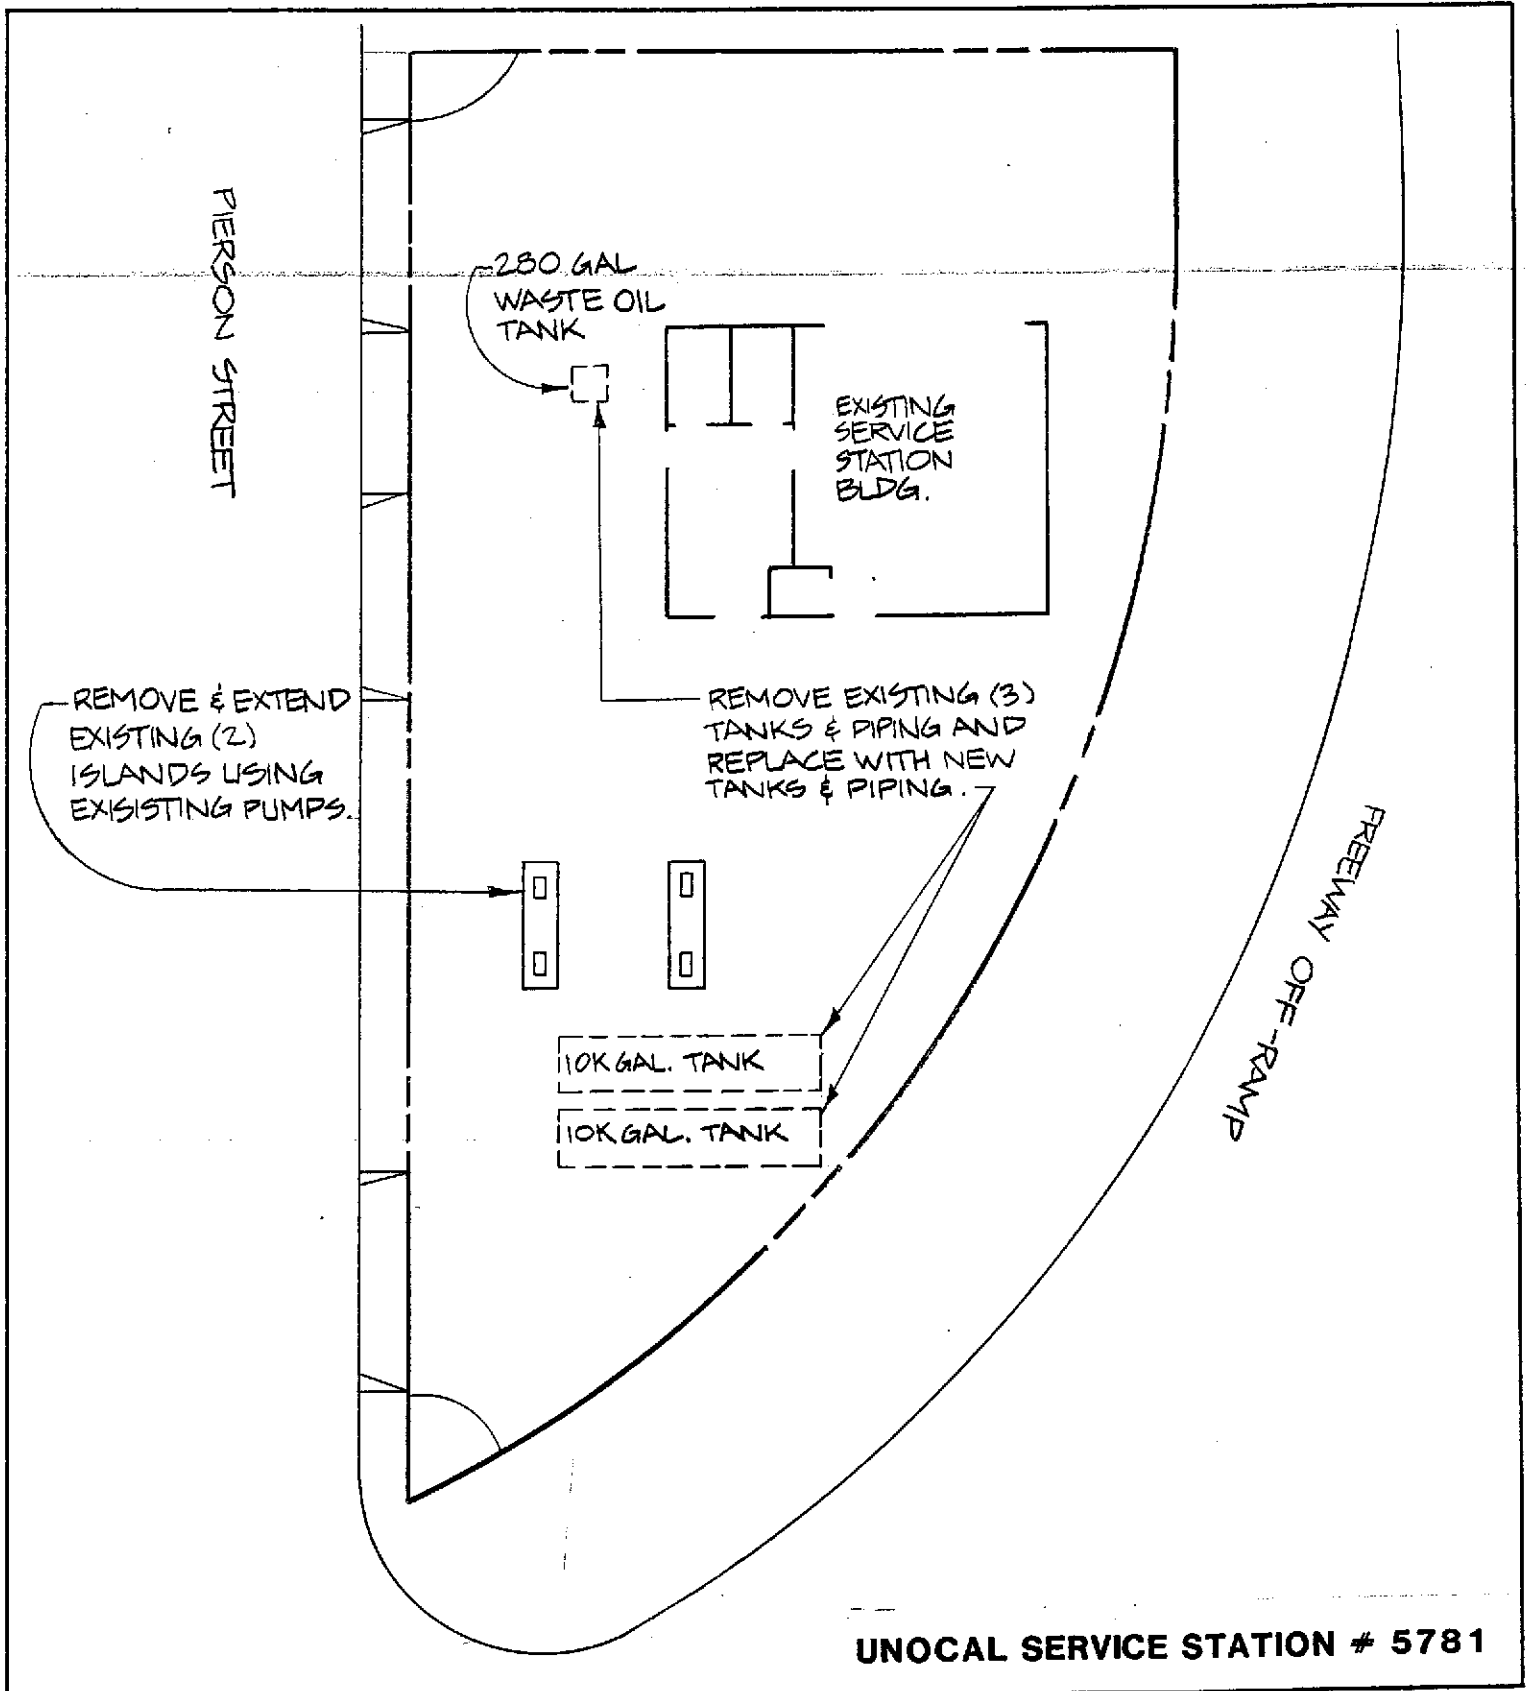 PIERSON STREET
280 GAL
WASTE OIL
TANK
EXISTING
SERVICE
STATION
BLDG.
REMOVE & EXTEND
EXISTING (2)
ISLANDS USING
EXISISTING PUMPS.
REMOVE EXISTING (3)
TANKS & PIPING AND
REPLACE WITH NEW
TANKS & PIPING.
FREEWAY OFF-RAMP
10K GAL. TANK
10K GAL. TANK
UNOCAL SERVICE STATION # 5781